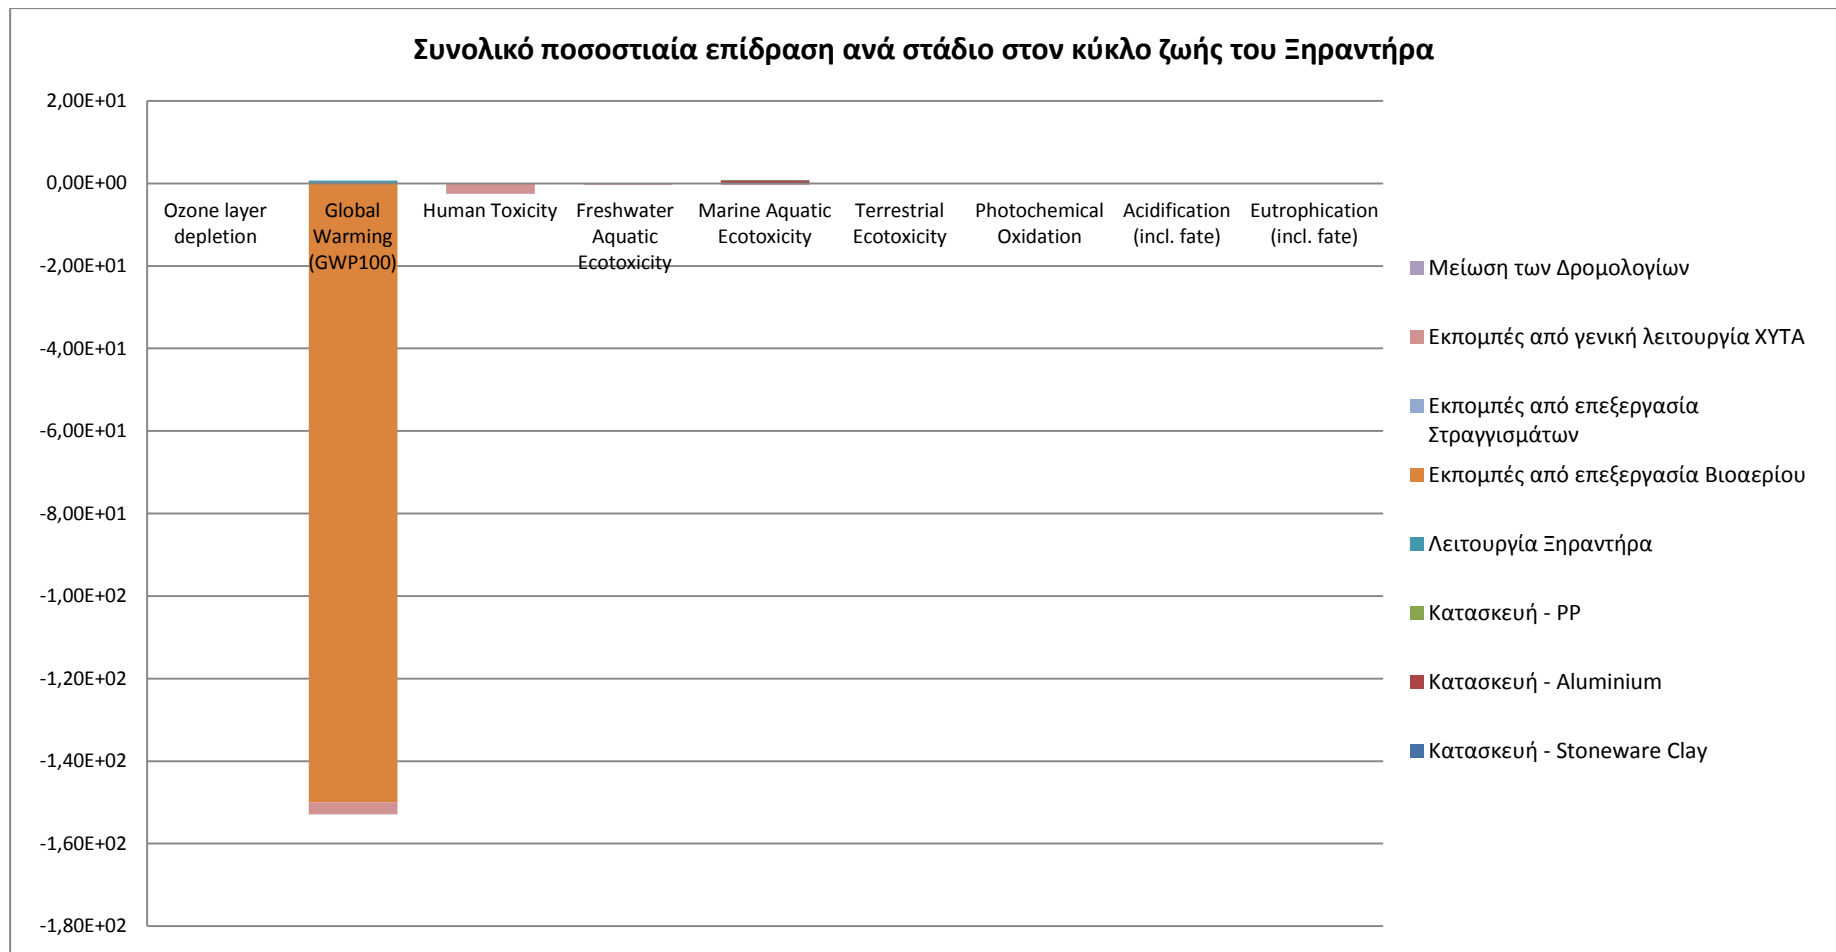 Συνολικό ποσοστιαία επίδραση ανά στάδιο στον κύκλο ζωής του Ξηραντήρα
2,00E+01
0,00E+00
-2,00E+01
-4,00E+01
-6,00E+01
-8,00E+01
-1,00E+02
-1,20E+02
-1,40E+02
-1,60E+02
-1,80E+02
Ozone layer
depletion
Global
Warming
(GWP100)
Human Toxicity
Freshwater
Aquatic
Ecotoxicity
Marine Aquatic
Ecotoxicity
Terrestrial
Ecotoxicity
Photochemical
Oxidation
Acidification
(incl. fate)
Eutrophication
(incl. fate)
Μείωση των Δρομολογίων
Εκπομπές από γενική λειτουργία ΧΥΤΑ
Εκπομπές από επεξεργασία
Στραγγισμάτων
Εκπομπές από επεξεργασία Βιοαερίου
Λειτουργία Ξηραντήρα
Κατασκευή - PP
Κατασκευή - Aluminium
Κατασκευή - Stoneware Clay